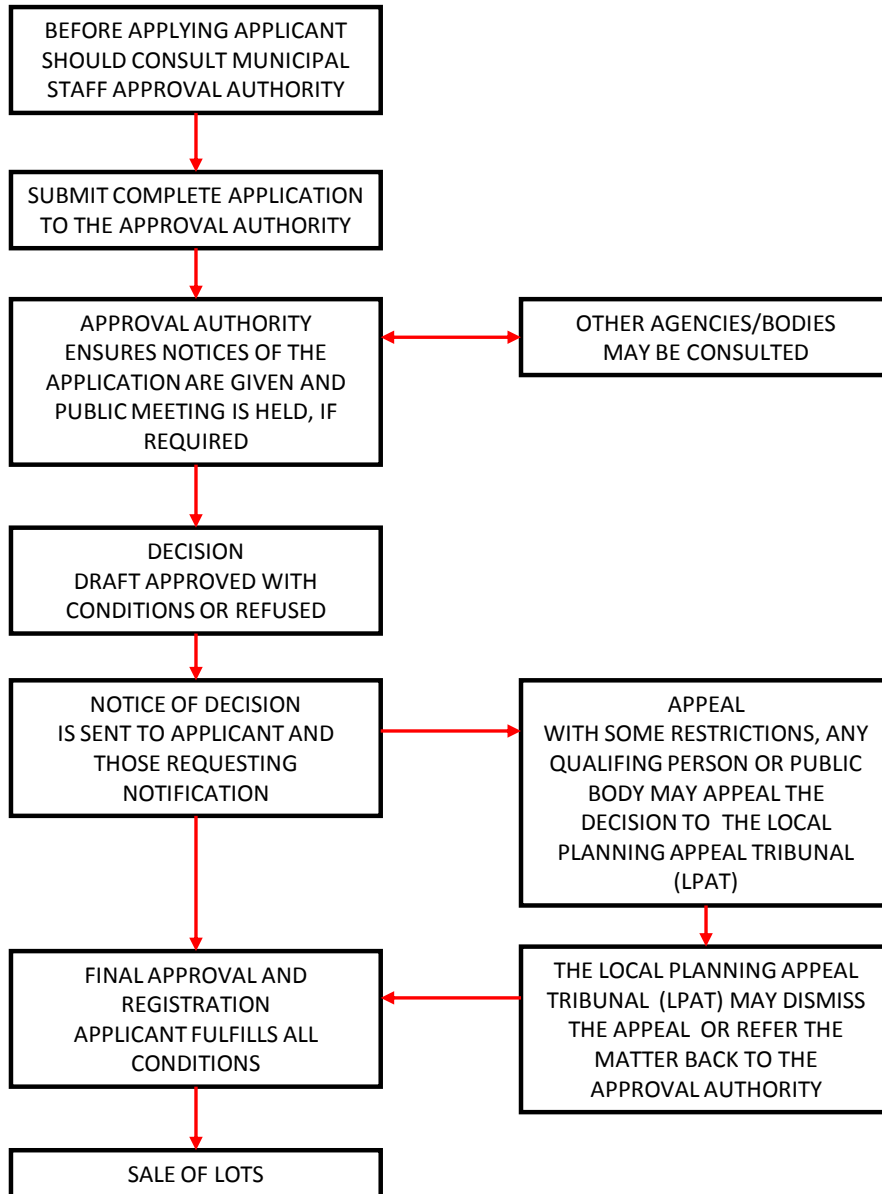 BEFORE APPLYING APPLICANT
SHOULD CONSULT MUNICIPAL
STAFF APPROVAL AUTHORITY
SUBMIT COMPLETE APPLICATION
TO THE APPROVAL AUTHORITY
APPROVAL AUTHORITY
ENSURES NOTICES OF THE
APPLICATION ARE GIVEN AND
PUBLIC MEETING IS HELD, IF
REQUIRED
OTHER AGENCIES/BODIES
MAY BE CONSULTED
DECISION
DRAFT APPROVED WITH
CONDITIONS OR REFUSED
NOTICE OF DECISION
IS SENT TO APPLICANT AND
THOSE REQUESTING
NOTIFICATION
APPEAL
WITH SOME RESTRICTIONS, ANY
QUALIFING PERSON OR PUBLIC
BODY MAY APPEAL THE
DECISION TO THE LOCAL
PLANNING APPEAL TRIBUNAL
(LPAT)
FINAL APPROVAL AND
REGISTRATION
APPLICANT FULFILLS ALL
CONDITIONS
THE LOCAL PLANNING APPEAL
TRIBUNAL (LPAT) MAY DISMISS
THE APPEAL OR REFER THE
MATTER BACK TO THE
APPROVAL AUTHORITY
SALE OF LOTS